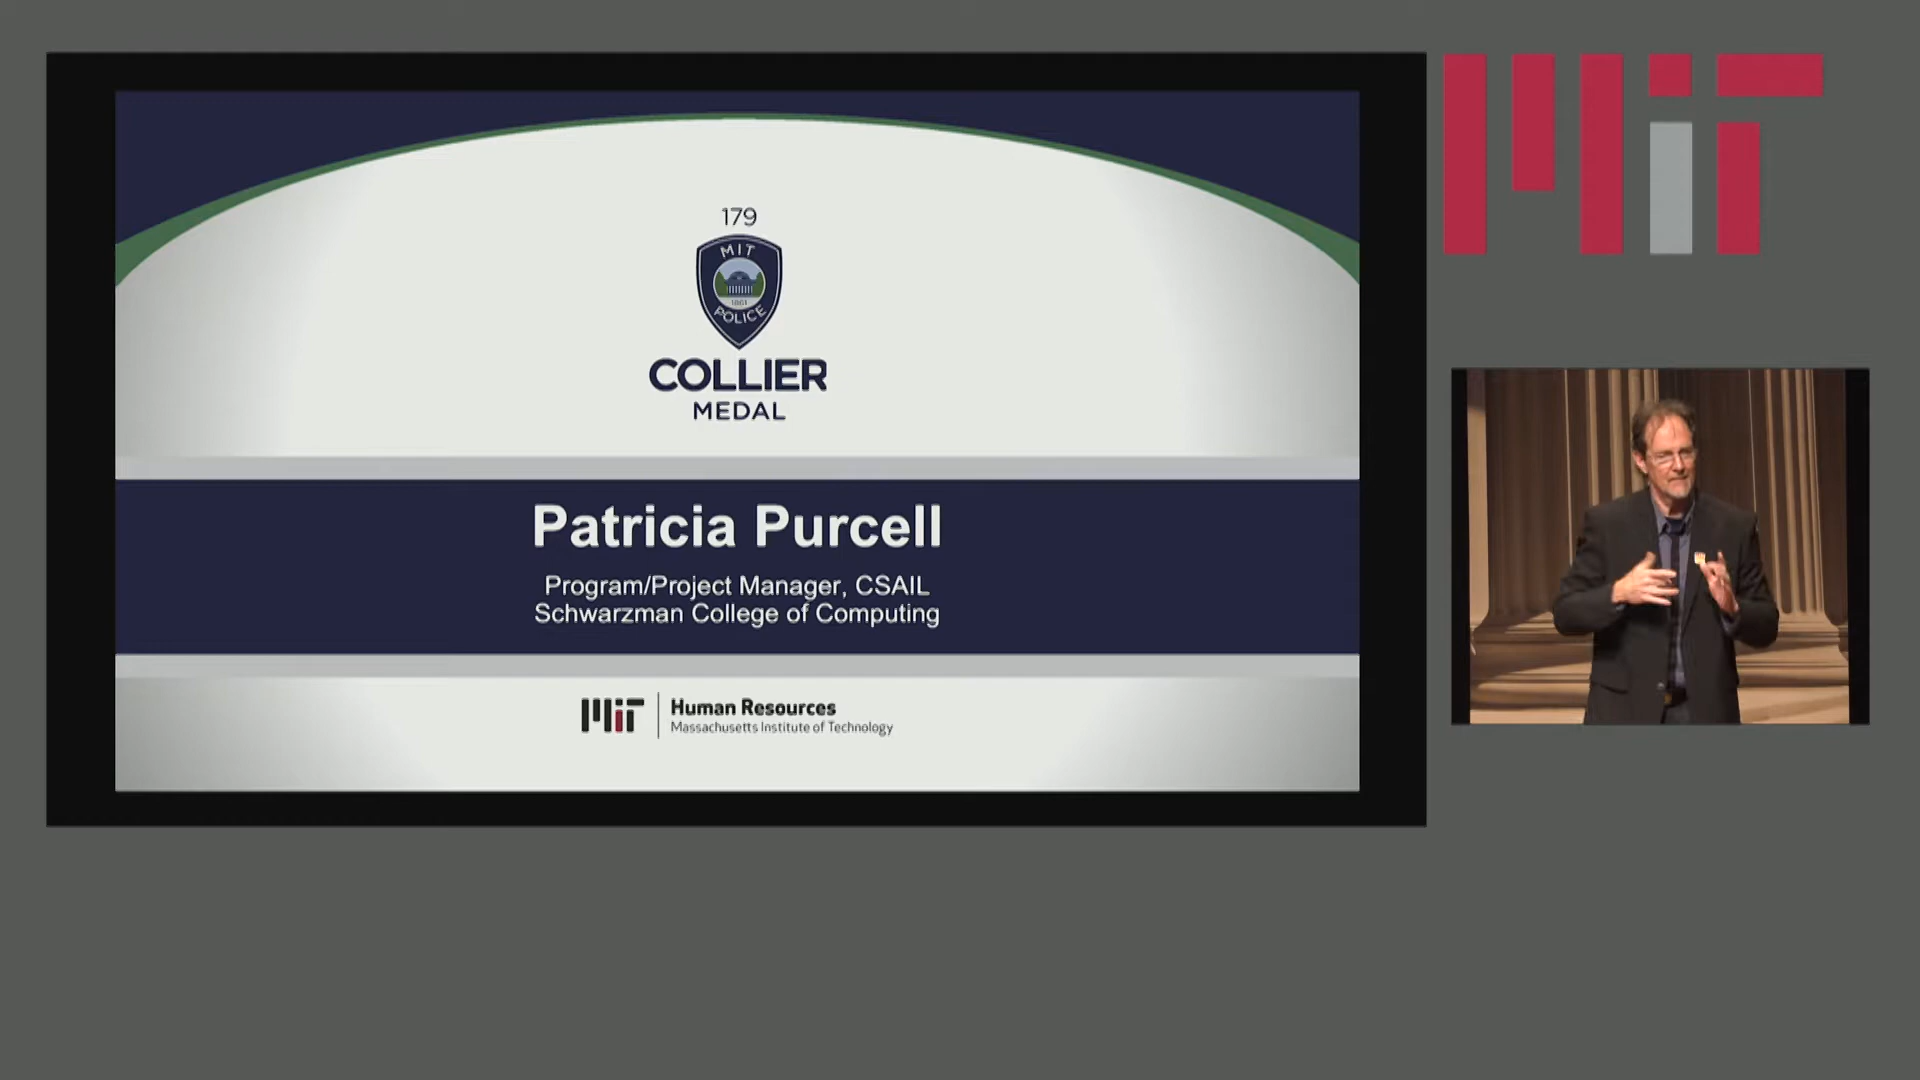 179
MIT
1861
POLICE
COLLIER
MEDAL
Patricia Purcell
Program/Project Manager, CSAIL
Schwarzman College of Computing
MIT
Human Resources
Massachusetts Institute of Technology
MIT